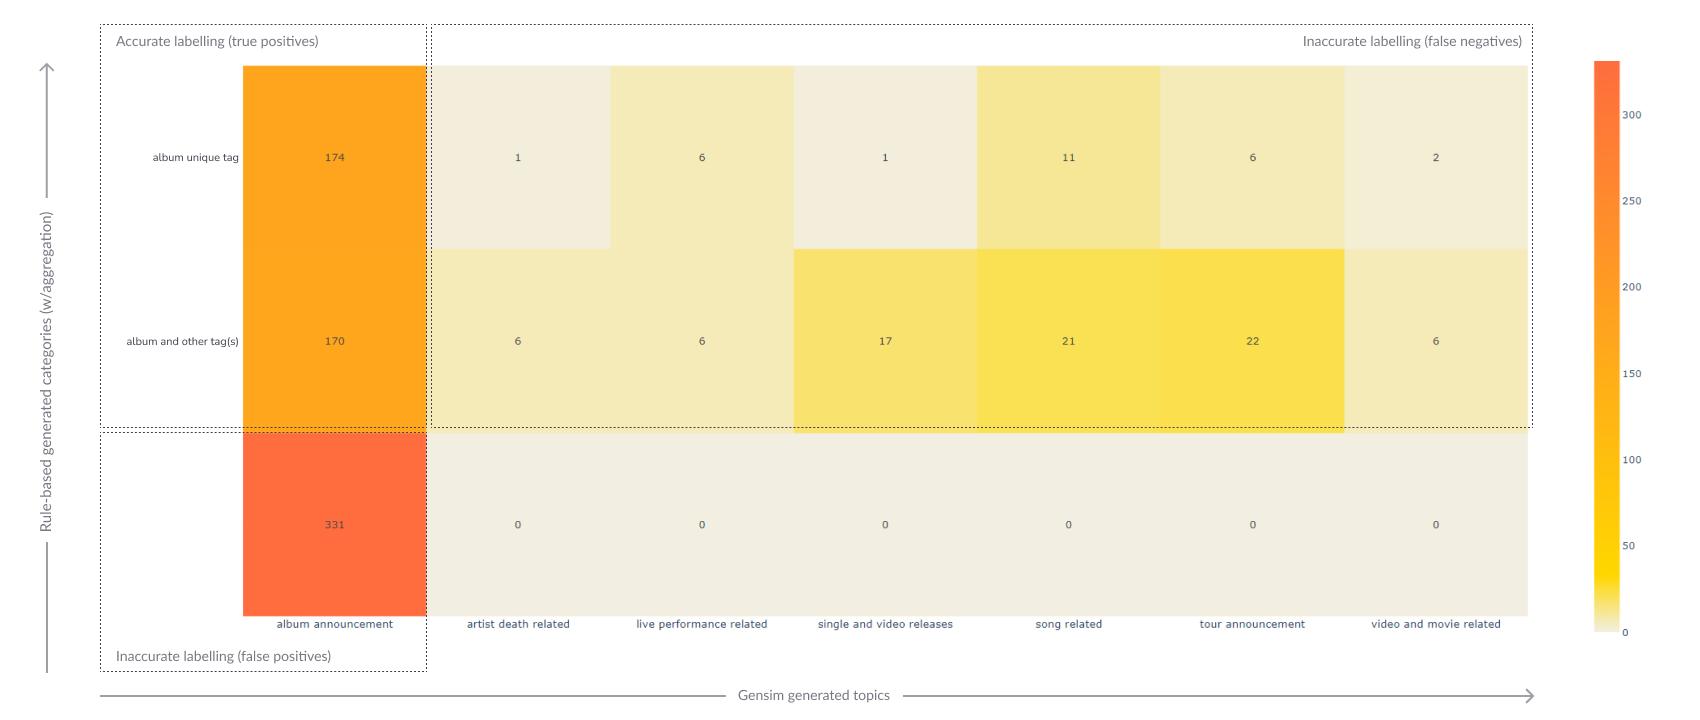 Accurate labelling (true positives)
Inaccurate labelling (false negatives)
Rule-based generated categories (w/aggregation)
album unique tag
174
1
6
1
11
6
2
album and other tag(s)
170
6
6
17
21
22
6
331
0
0
0
0
0
0
album announcement
artist death related
live performance related
single and video releases
song related
tour announcement
video and movie related
Inaccurate labelling (false positives)
Gensim generated topics
300
250
200
150
100
50
0